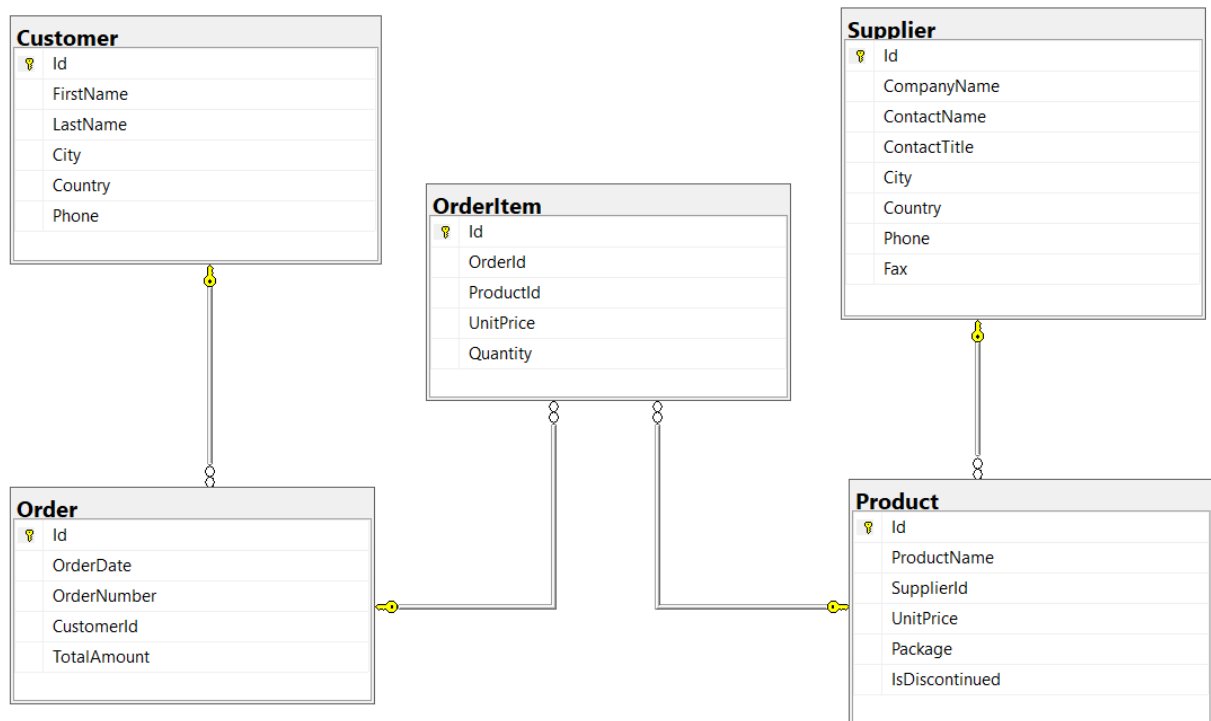 Customer
Id
FirstName
LastName
City
Country
Phone
Supplier
Id
CompanyName
ContactName
ContactTitle
City
Country
Phone
Fax
OrderItem
Id
OrderId
ProductId
UnitPrice
Quantity
Order
Id
OrderDate
OrderNumber
CustomerId
TotalAmount
Product
Id
ProductName
SupplierId
UnitPrice
Package
IsDiscontinued